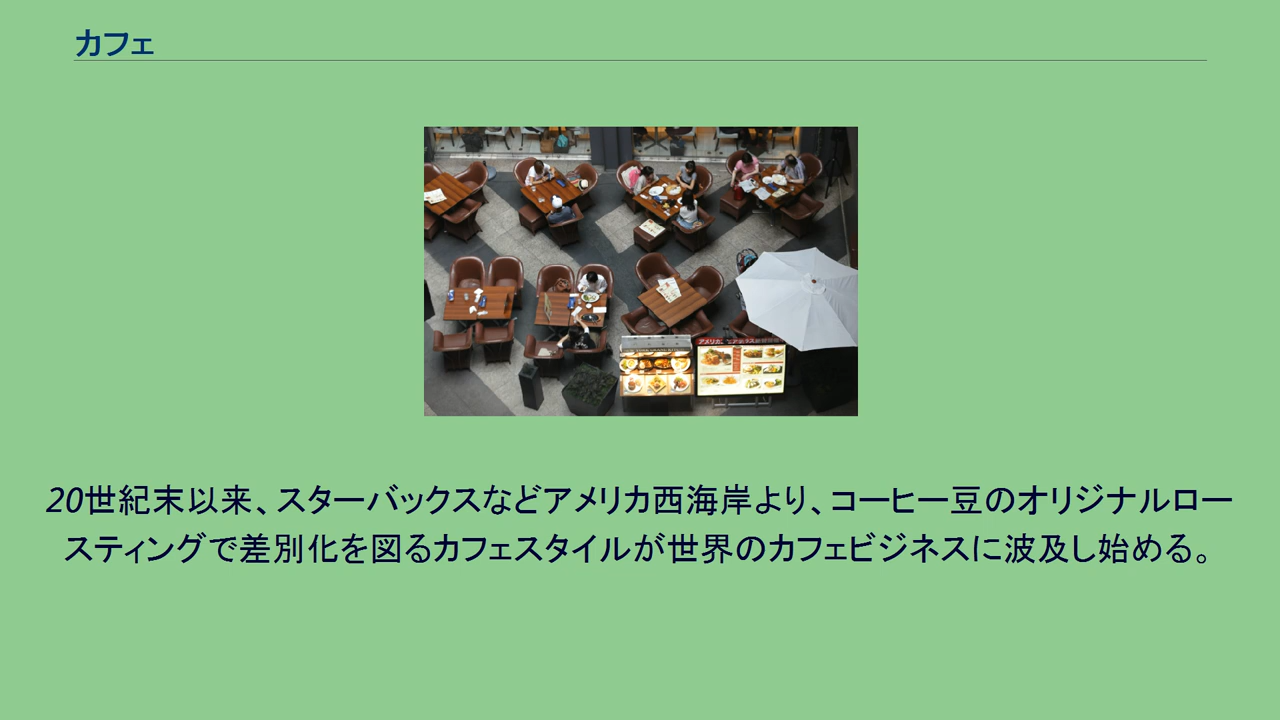 カフェ
20世紀末以来、スターバックスなどアメリカ西海岸より、コーヒー豆のオリジナルロー
スティングで差別化を図るカフェスタイルが世界のカフェビジネスに波及し始める。